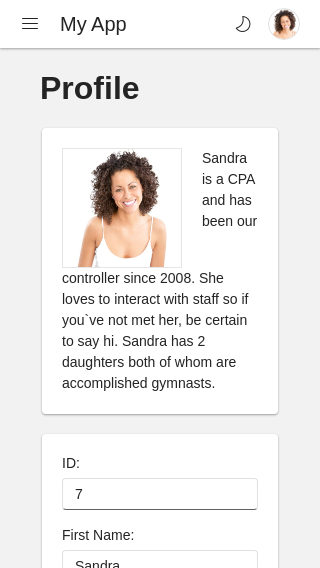 My App
Profile
Sandra
is a CPA
and has
been our
controller since 2008. She
loves to interact with staff so if
you`ve not met her, be certain
to say hi. Sandra has 2
daughters both of whom are
accomplished gymnasts.
ID:
7
First Name:
Sandra